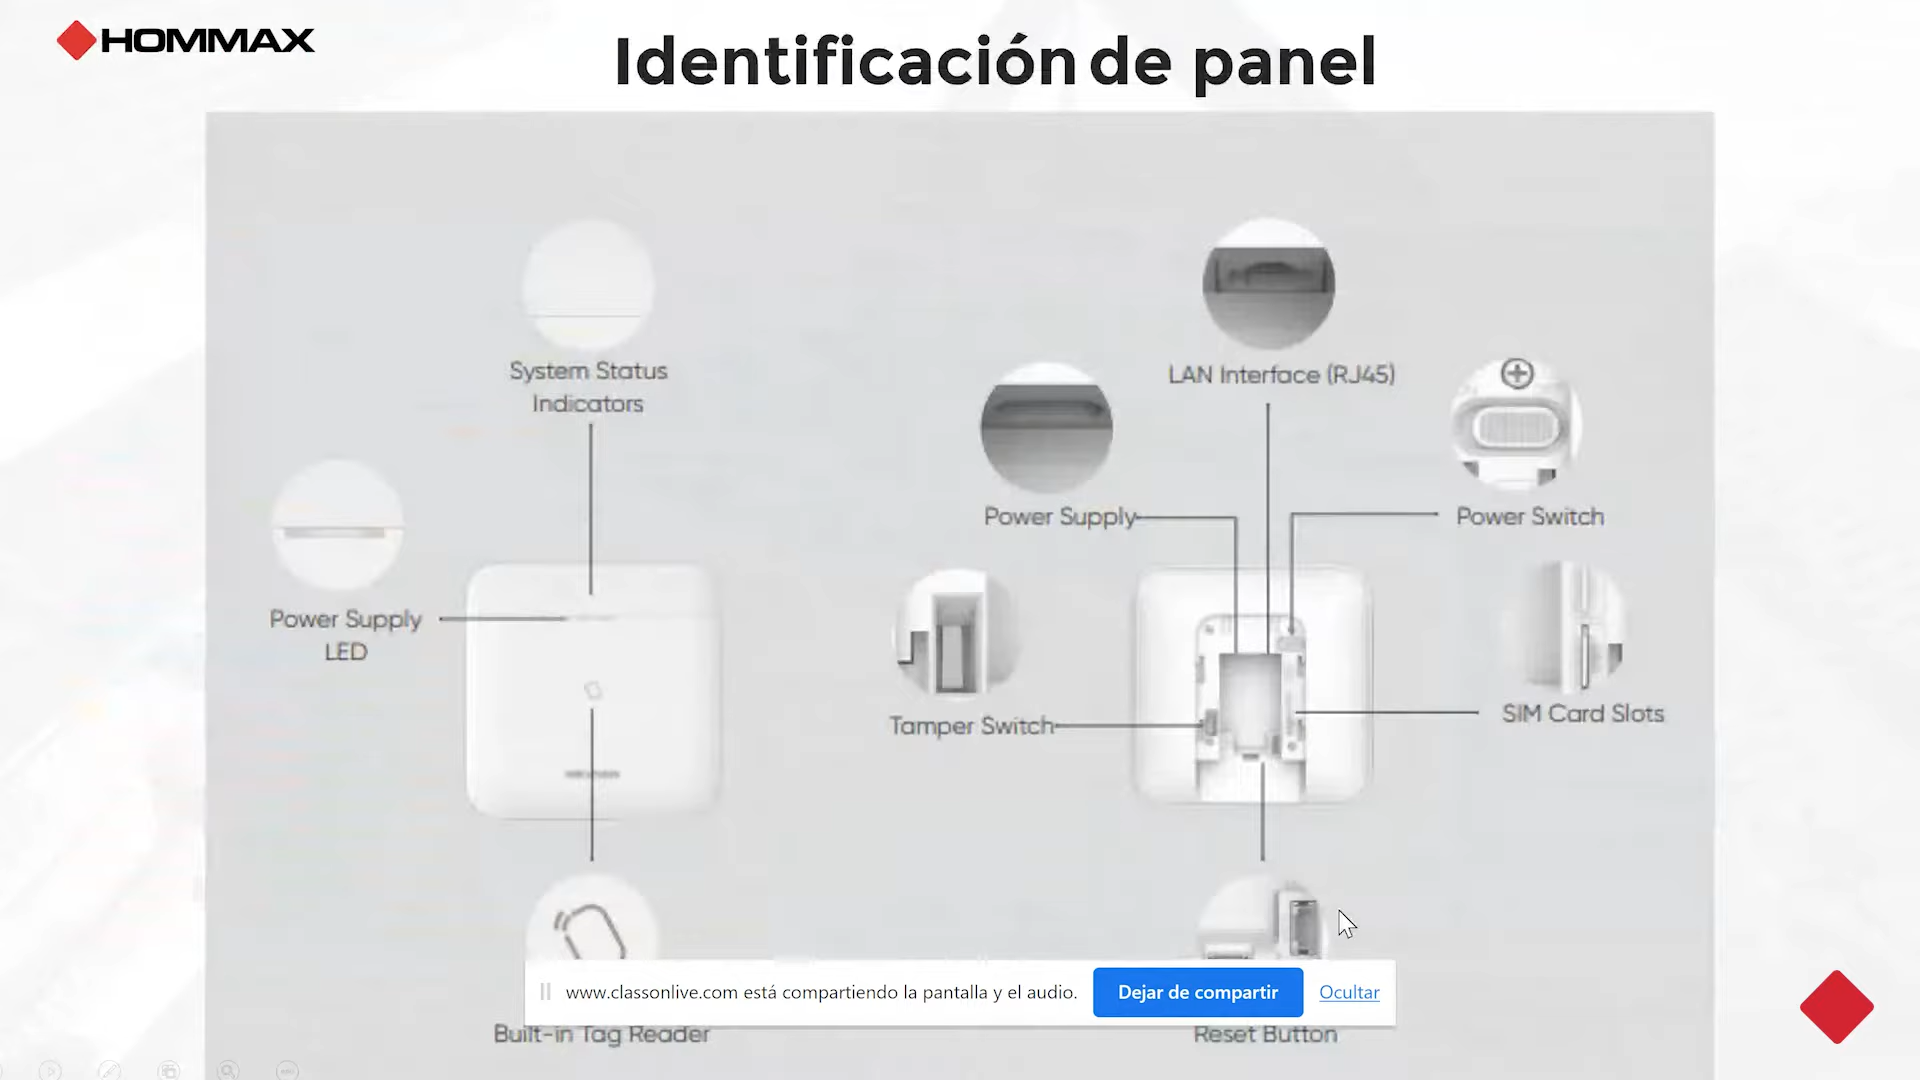 HOMMAX
Identificación de panel
System Status
Indicators
LAN Interface (RJ45)
Power Supply
Power Switch
Power Supply
LED
Tamper Switch
SIM Card Slots
www.classonlive.com está compartiendo la pantalla y el audio.
Dejar de compartir
Ocultar
Built-in Tag Reader
Reset Button